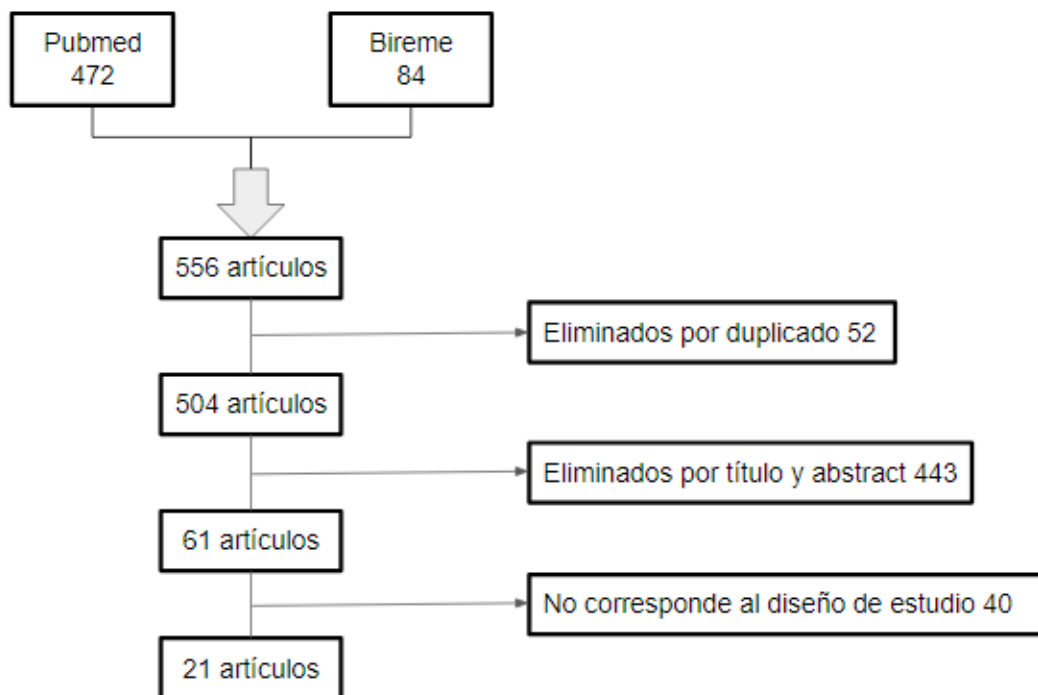 Pubmed
472
Bireme
84
556 artículos
Eliminados por duplicado 52
504 artículos
Eliminados por título y abstract 443
61 artículos
No corresponde al diseño de estudio 40
21 artículos